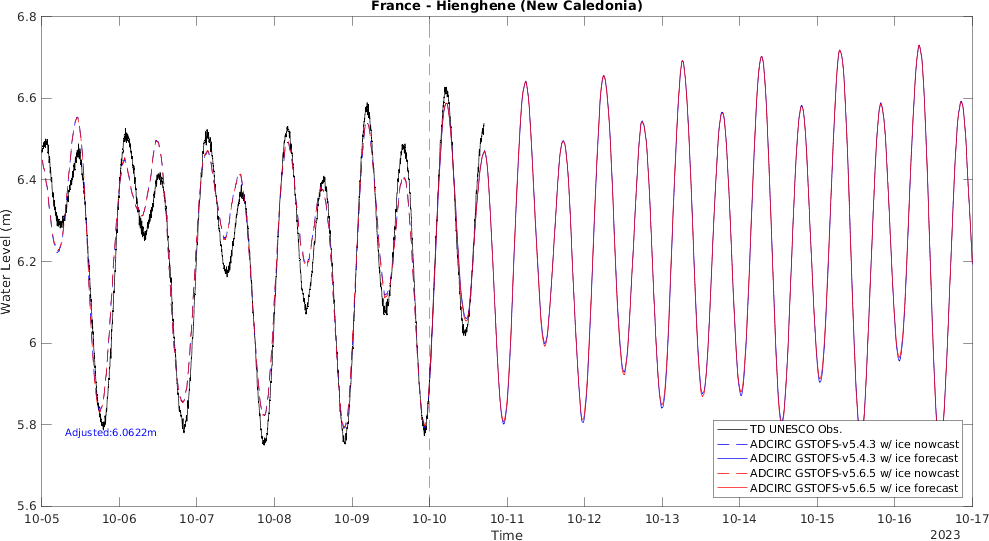 France - Hienghene (New Caledonia)
Water Level (m)
6.8
6.6
6.4
6.2
6
5.8
5.6
Adjusted:6.0622m
TD UNESCO Obs.
ADCIRC GSTOFS-v5.4.3 w/ ice nowcast
ADCIRC GSTOFS-v5.4.3 w/ ice forecast
ADCIRC GSTOFS-v5.6.5 w/ ice nowcast
ADCIRC GSTOFS-v5.6.5 w/ ice forecast
10-05 10-06 10-07 10-08 10-09 10-10 10-11 10-12 10-13 10-14 10-15 10-16 10-17
Time
2023